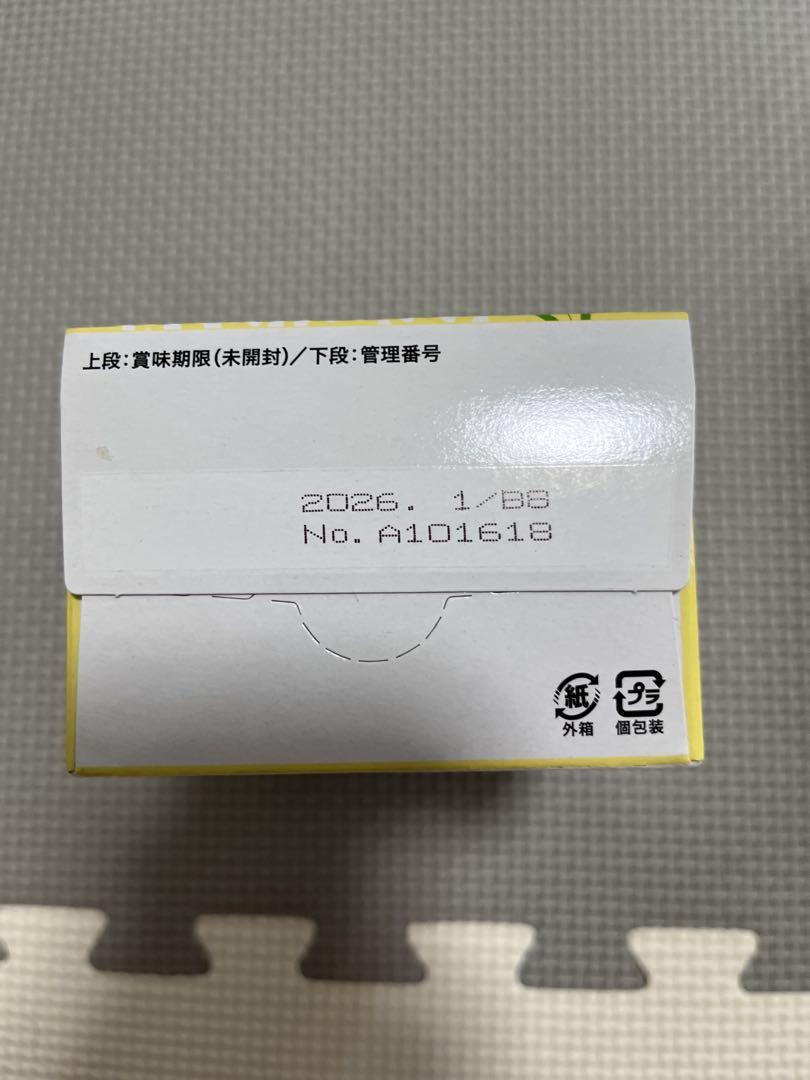 上段：賞味期限（未開封）／下段：管理番号
2026. 1/B8
No. A101618
紙 プラ
外箱 個包装